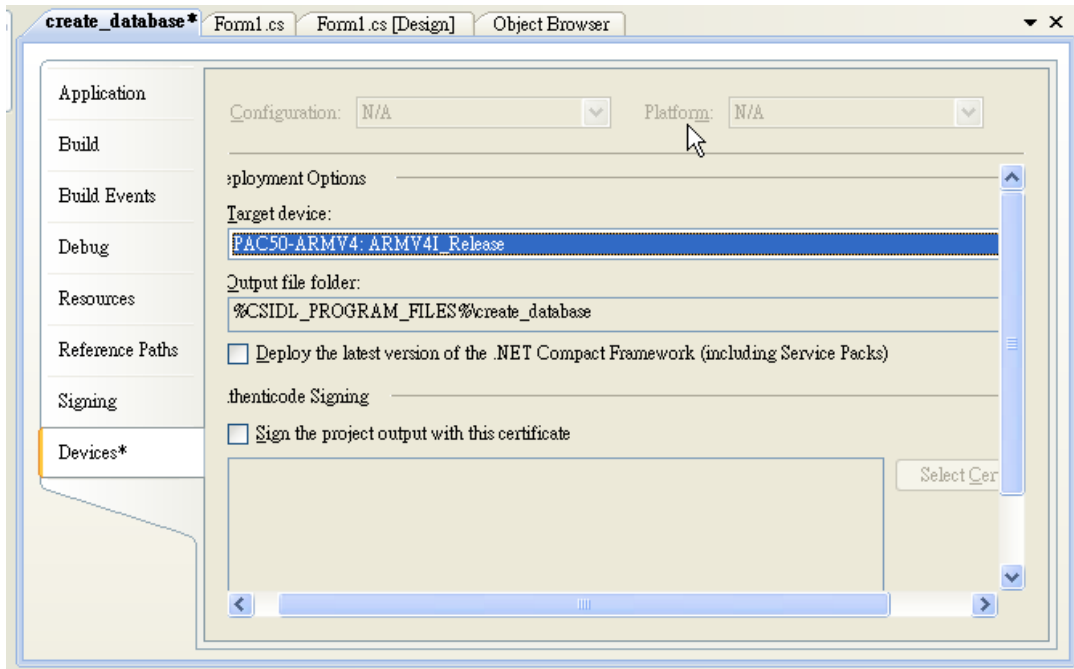 create_database* Form1.cs Form1.cs [Design] Object Browser
Application
Build
Build Events
Debug
Resources
Reference Paths
Signing
Devices*
Configuration: N/A Platform: N/A
eployment Options
Target device:
PAC50-ARMV4: ARMV4I_Release
Output file folder:
%CSIDL_PROGRAM_FILES%\create_database
Deploy the latest version of the .NET Compact Framework (including Service Packs)
thenticode Signing
Sign the project output with this certificate
Select Cer